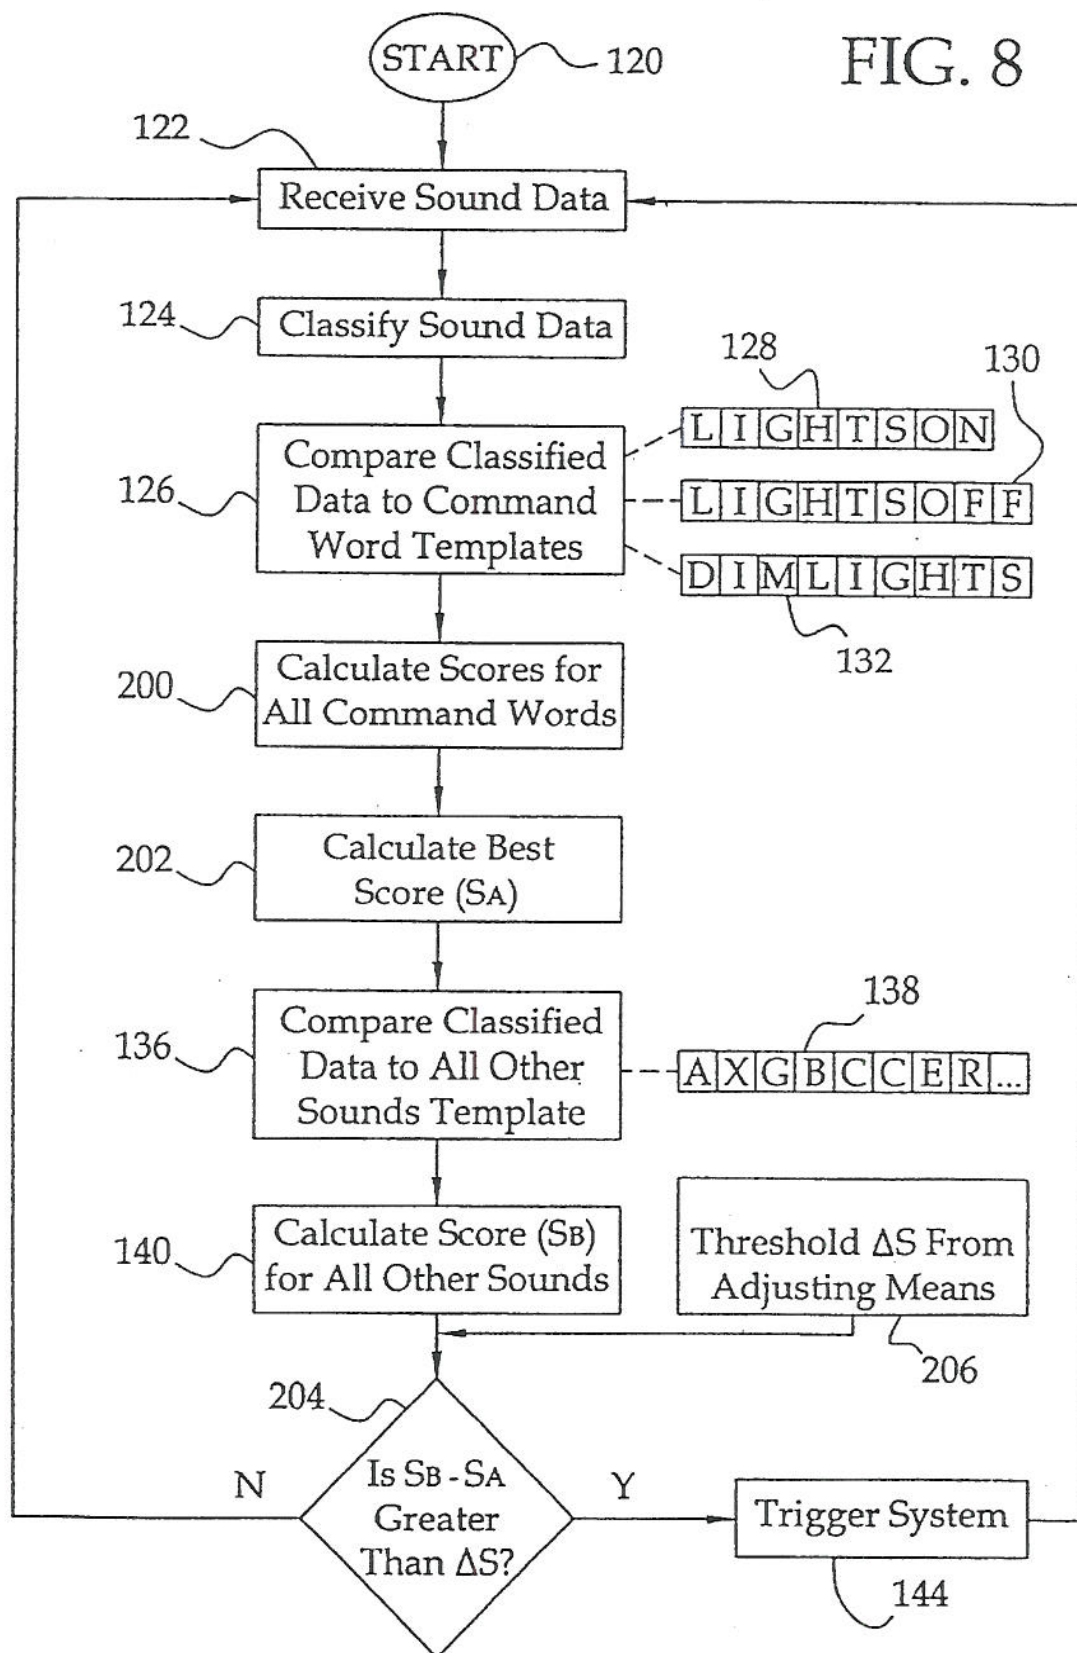 FIG. 8
START
120
122
Receive Sound Data
124
Classify Sound Data
128
130
LIGHTSON
126
Compare Classified
Data to Command
Word Templates
LIGHTSOFF
DIMLIGHTS
132
200
Calculate Scores for
All Command Words
202
Calculate Best
Score (SA)
136
Compare Classified
Data to All Other
Sounds Template
138
AXGBCCER...
140
Calculate Score (SB)
for All Other Sounds
Threshold ΔS From
Adjusting Means
206
204
N
Is SB - SA
Greater
Than ΔS?
Y
Trigger System
144